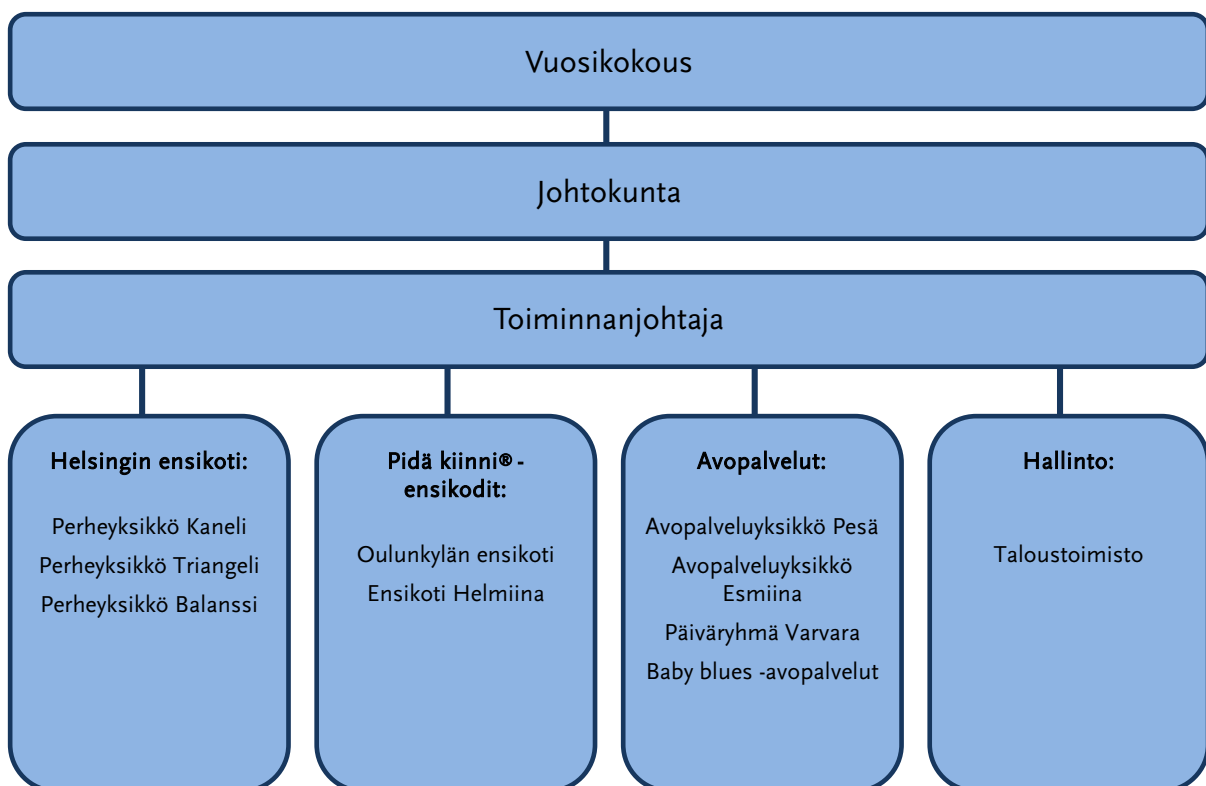 Vuosikokous
Johtokunta
Toiminnanjohtaja
Helsingin ensikoti:
Perheyksikkö Kaneli
Perheyksikkö Triangeli
Perheyksikkö Balanssi
Pidä kiinni® -
ensikodit:
Oulunkylän ensikoti
Ensikoti Helmiina
Avopalvelut:
Avopalveluyksikkö Pesä
Avopalveluyksikkö
Esmiina
Päiväryhmä Varvara
Baby blues -avopalvelut
Hallinto:
Taloustoimisto